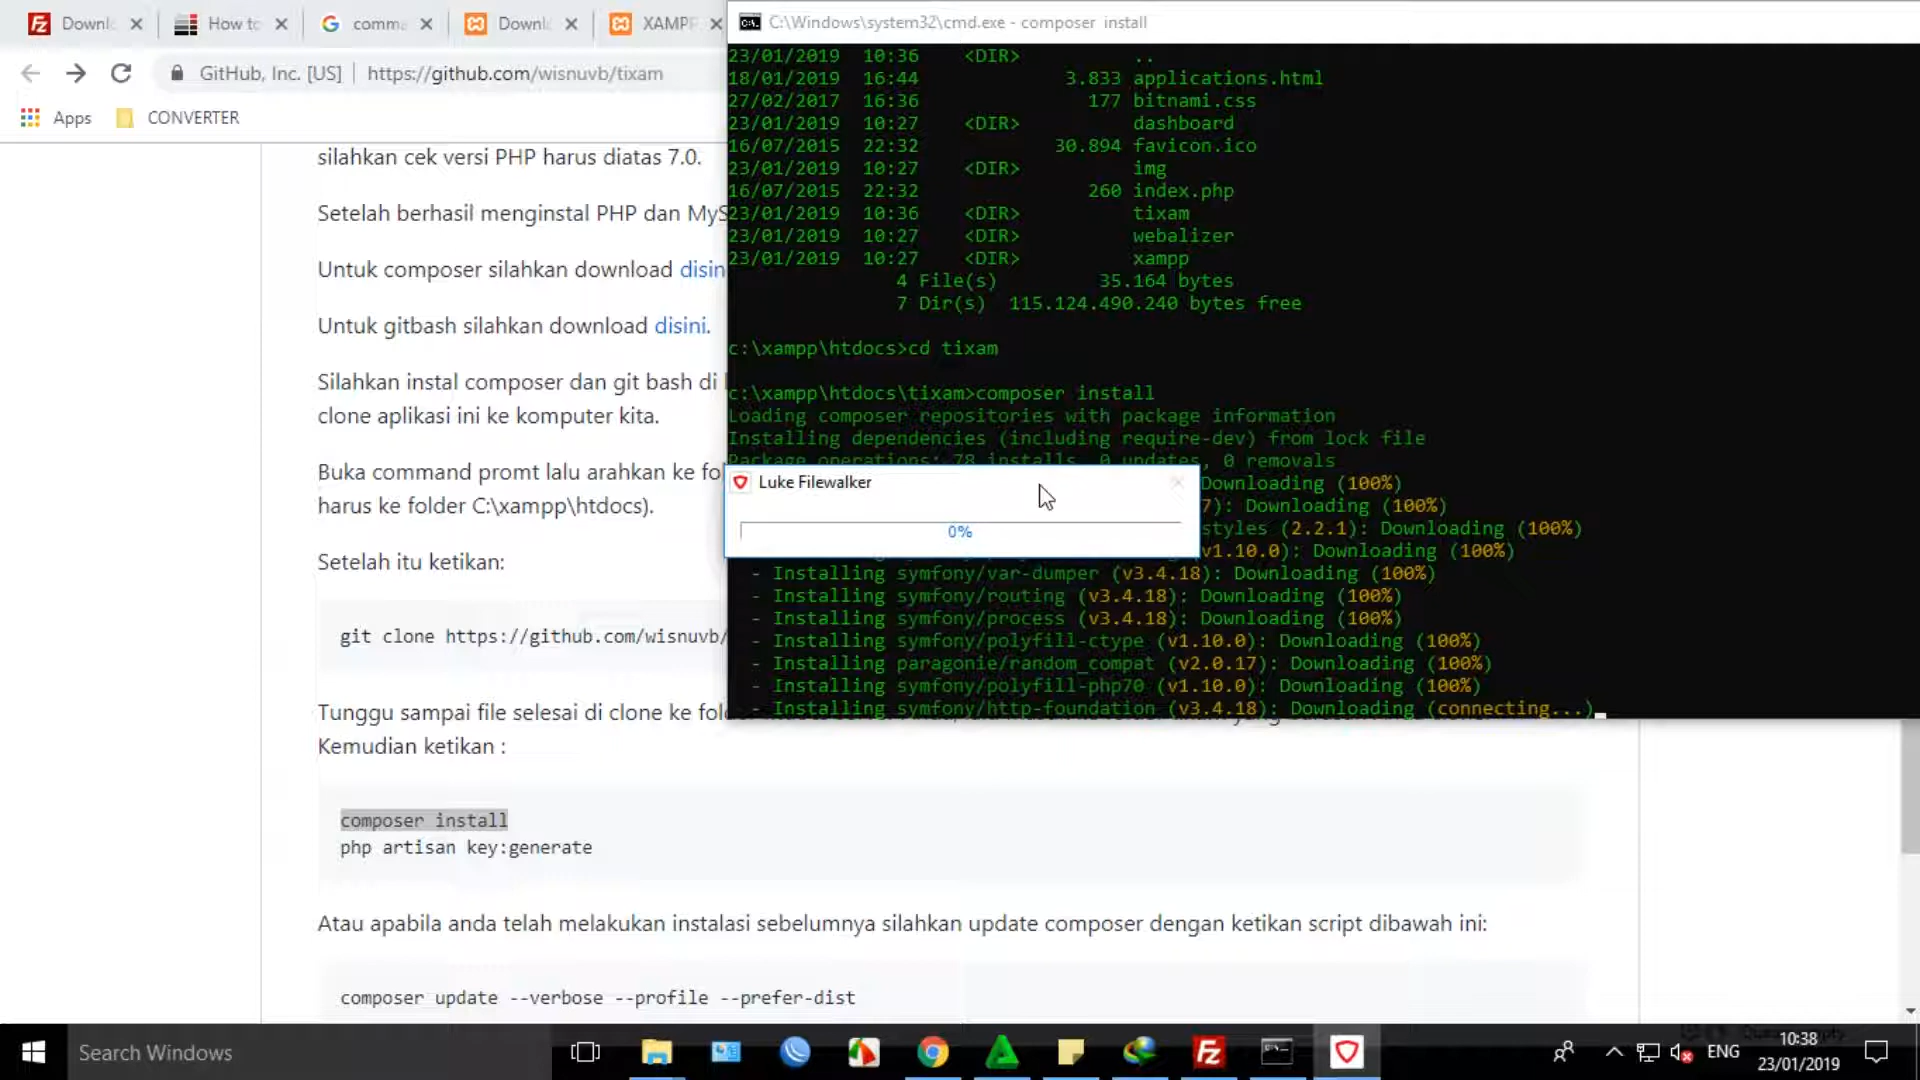 Downl
How to
comma
Downl
XAMPP
GitHub, Inc. [US]
https://github.com/wisnuvb/tixam
Apps
CONVERTER
silahkan cek versi PHP harus diatas 7.0.
Setelah berhasil menginstal PHP dan MyS
Untuk composer silahkan download disin
Untuk gitbash silahkan download disini.
Silahkan instal composer dan git bash di
clone aplikasi ini ke komputer kita.
Buka command promt lalu arahkan ke fo
harus ke folder C:\xampp\htdocs).
Setelah itu ketikan:
git clone https://github.com/wisnuvb/
Tunggu sampai file selesai di clone ke fol
Kemudian ketikan :
composer install
php artisan key:generate
Atau apabila anda telah melakukan instalasi sebelumnya silahkan update composer dengan ketikan script dibawah ini:
composer update --verbose --profile --prefer-dist
C:\Windows\system32\cmd.exe - composer install
23/01/2019 10:36 <DIR> ..
18/01/2019 16:44 3.833 applications.html
27/02/2017 16:36 177 bitnami.css
23/01/2019 10:27 <DIR> dashboard
16/07/2015 22:32 30.894 favicon.ico
23/01/2019 10:27 <DIR> img
16/07/2015 22:32 260 index.php
23/01/2019 10:36 <DIR> tixam
23/01/2019 10:27 <DIR> webalizer
23/01/2019 10:27 <DIR> xampp
4 File(s) 35.164 bytes
7 Dir(s) 115.124.490.240 bytes free
c:\xampp\htdocs>cd tixam
c:\xampp\htdocs\tixam>composer install
Loading composer repositories with package information
Installing dependencies (including require-dev) from lock file
Package operations: 78 installs, 0 updates, 0 removals
Downloading (100%)
7): Downloading (100%)
styles (2.2.1): Downloading (100%)
v1.10.0): Downloading (100%)
- Installing symfony/var-dumper (v3.4.18): Downloading (100%)
- Installing symfony/routing (v3.4.18): Downloading (100%)
- Installing symfony/process (v3.4.18): Downloading (100%)
- Installing symfony/polyfill-ctype (v1.10.0): Downloading (100%)
- Installing paragonie/random_compat (v2.0.17): Downloading (100%)
- Installing symfony/polyfill-php70 (v1.10.0): Downloading (100%)
- Installing symfony/http-foundation (v3.4.18): Downloading (connecting...)
Luke Filewalker
0%
Search Windows
ENG
10:38
23/01/2019